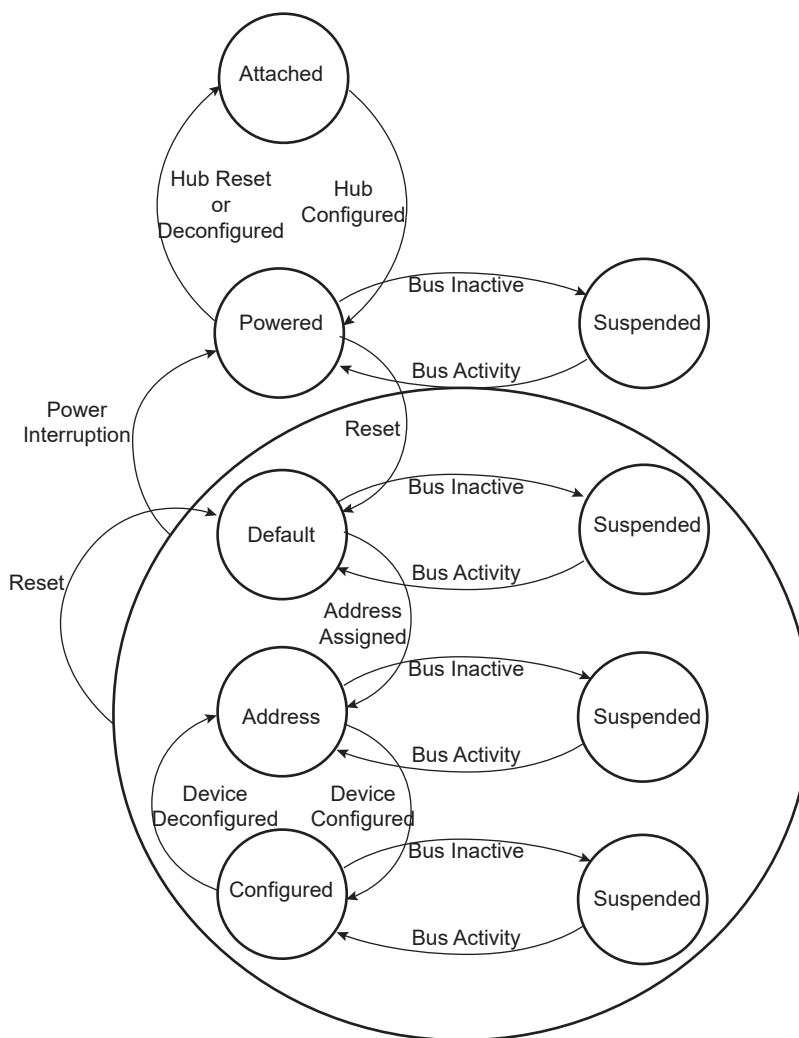 Attached
Hub Reset
or
Deconfigured
Hub
Configured
Bus Inactive
Powered
Suspended
Bus Activity
Power
Interruption
Reset
Bus Inactive
Default
Suspended
Bus Activity
Reset
Address
Assigned
Bus Inactive
Address
Suspended
Bus Activity
Device
Deconfigured
Device
Configured
Bus Inactive
Configured
Suspended
Bus Activity